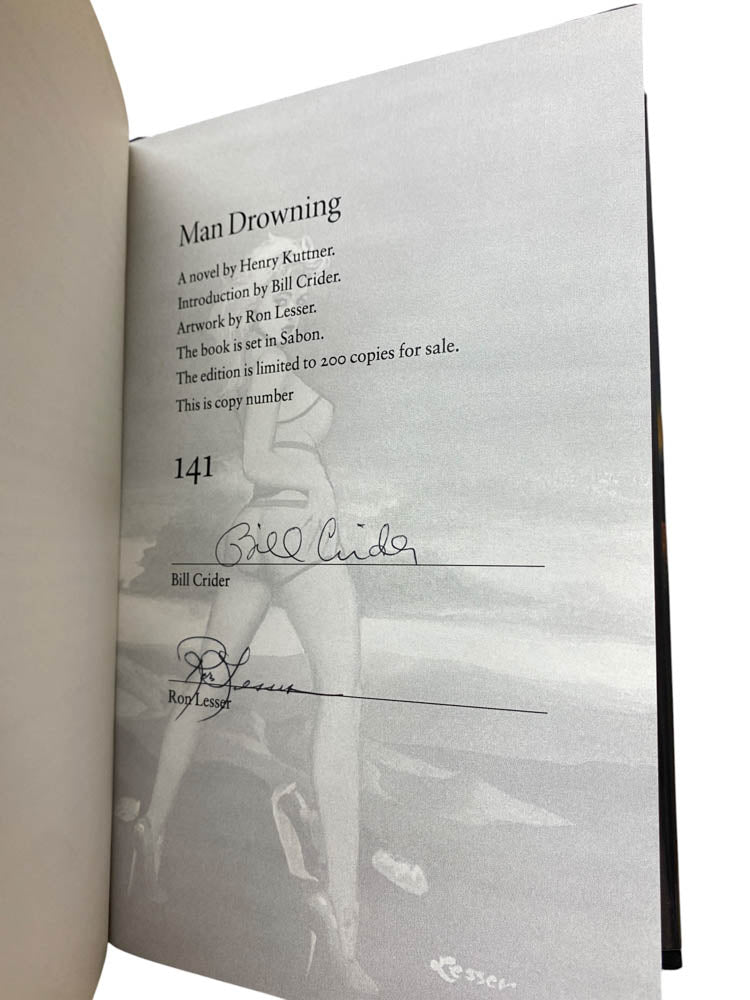 Man Drowning
A novel by Henry Kuttner.
Introduction by Bill Crider.
Artwork by Ron Lesser.
The book is set in Sabon.
The edition is limited to 200 copies for sale.
This is copy number
141
Bill Crider
Bill Crider
Ron Lesser
Ron Lesser
Lesser